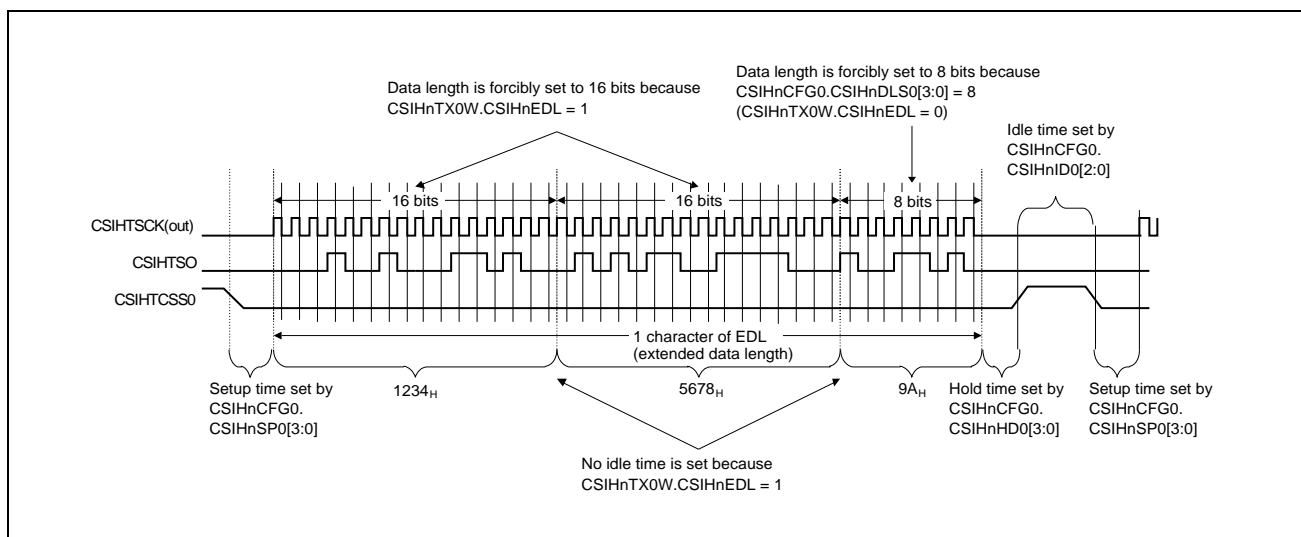 Data length is forcibly set to 16 bits because
CSIHnTX0W.CSIHnEDL = 1
Data length is forcibly set to 8 bits because
CSIHnCFG0.CSIHnDLS0[3:0] = 8
(CSIHnTX0W.CSIHnEDL = 0)
Idle time set by
CSIHnCFG0.
CSIHnID0[2:0]
16 bits
16 bits
8 bits
CSIHTSCK(out)
CSIHTSO
CSIHTCSS0
1 character of EDL
(extended data length)
Setup time set by
CSIHnCFG0.
CSIHnSP0[3:0]
1234H
5678H
9AH
Hold time set by
CSIHnCFG0.
CSIHnHD0[3:0]
Setup time set by
CSIHnCFG0.
CSIHnSP0[3:0]
No idle time is set because
CSIHnTX0W.CSIHnEDL = 1